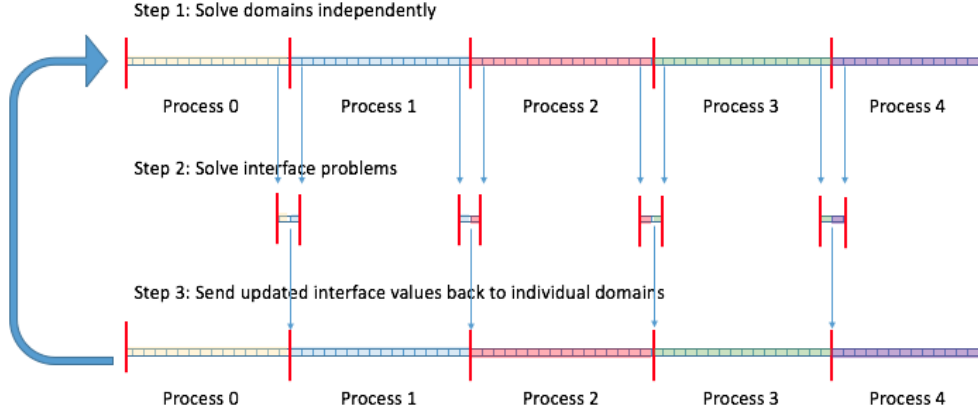 Step 1: Solve domains independently
Process 0 Process 1 Process 2 Process 3 Process 4
Step 2: Solve interface problems
Step 3: Send updated interface values back to individual domains
Process 0 Process 1 Process 2 Process 3 Process 4